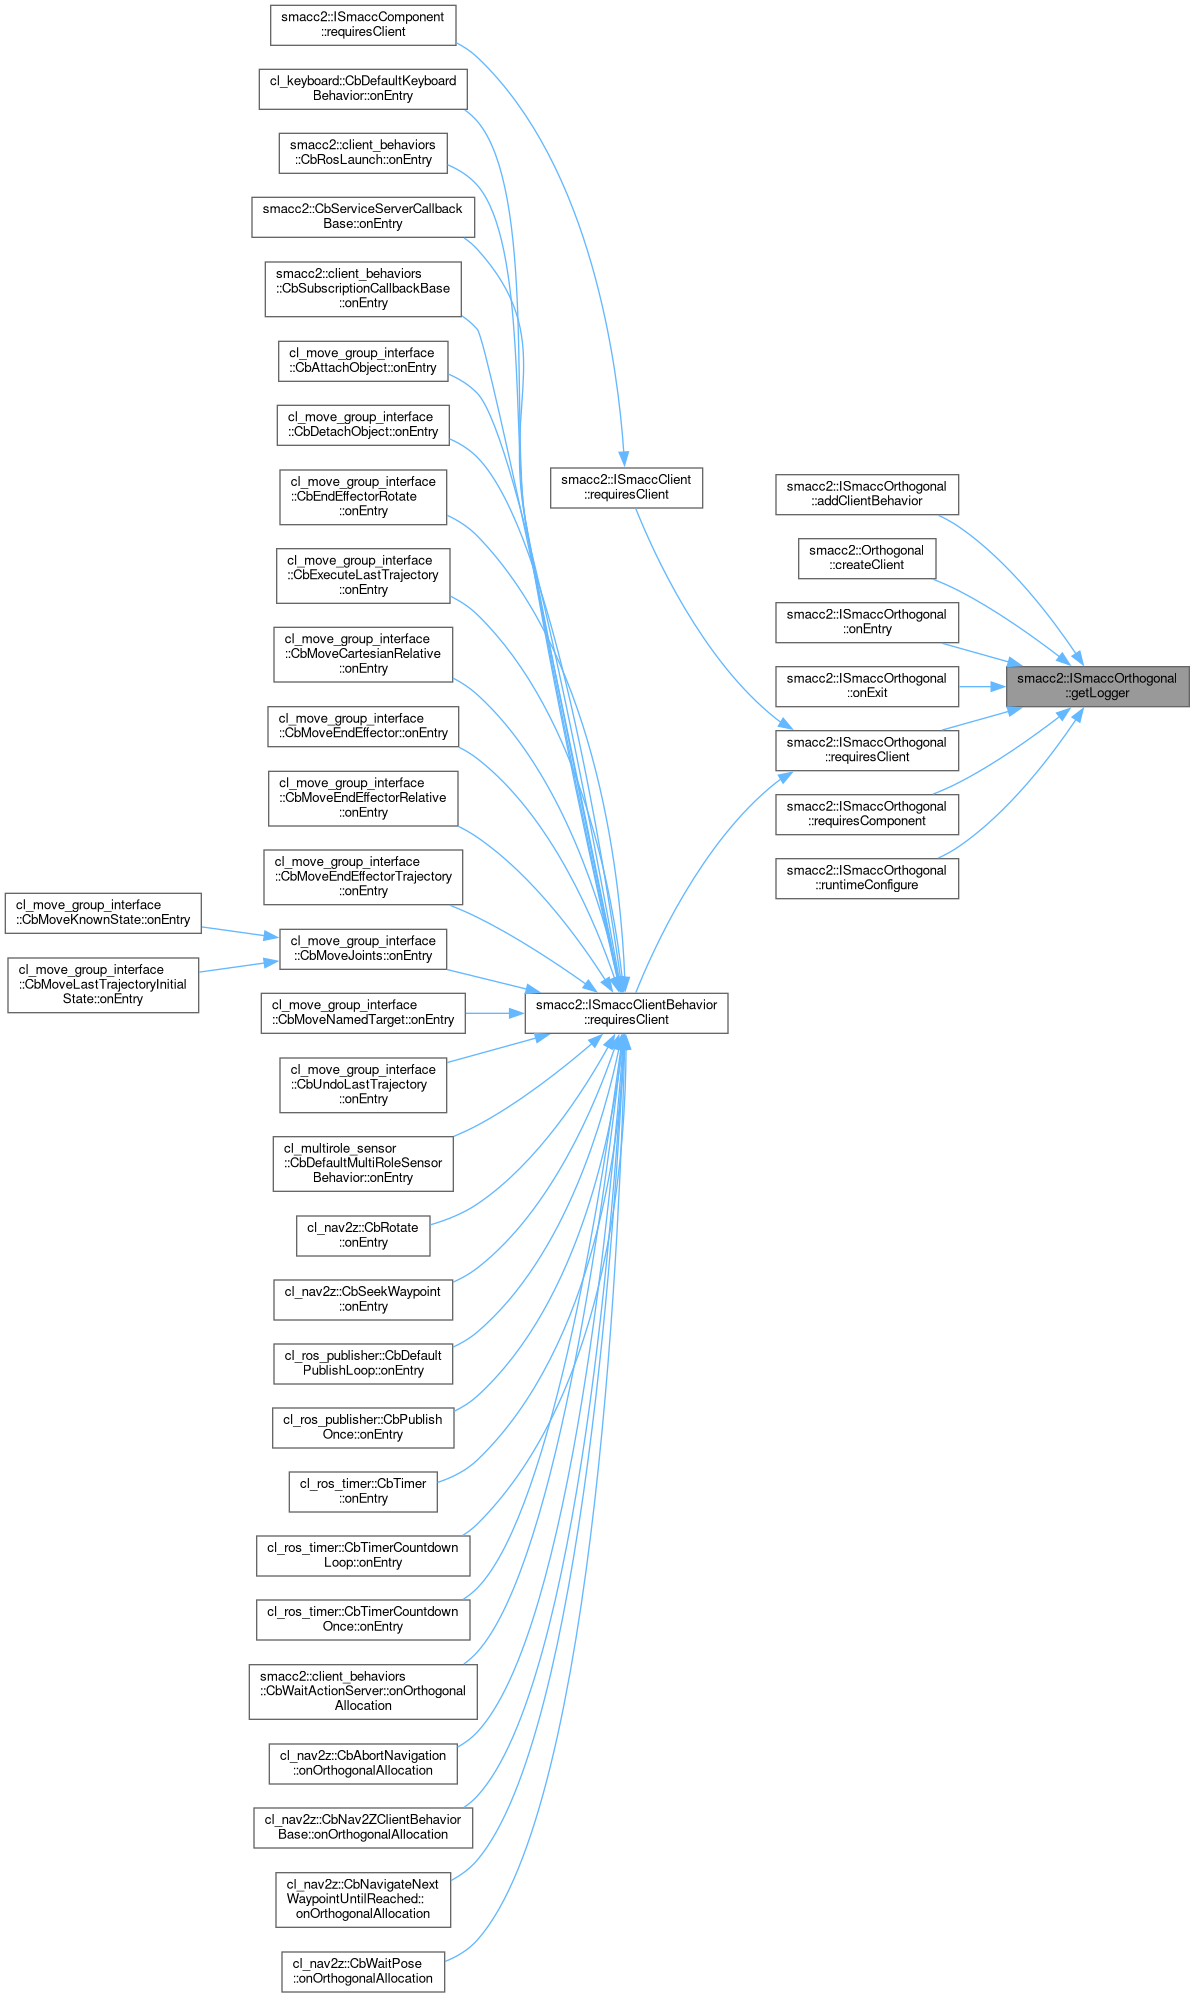 smacc2::ISmaccComponent
::requiresClient
cl_keyboard::CbDefaultKeyboard
Behavior::onEntry
smacc2::client_behaviors
::CbRosLaunch::onEntry
smacc2::CbServiceServerCallback
Base::onEntry
smacc2::client_behaviors
::CbSubscriptionCallbackBase
::onEntry
cl_move_group_interface
::CbAttachObject::onEntry
cl_move_group_interface
::CbDetachObject::onEntry
cl_move_group_interface
::CbEndEffectorRotate
::onEntry
cl_move_group_interface
::CbExecuteLastTrajectory
::onEntry
cl_move_group_interface
::CbMoveCartesianRelative
::onEntry
cl_move_group_interface
::CbMoveEndEffector::onEntry
cl_move_group_interface
::CbMoveEndEffectorRelative
::onEntry
cl_move_group_interface
::CbMoveEndEffectorTrajectory
::onEntry
cl_move_group_interface
::CbMoveKnownState::onEntry
cl_move_group_interface
::CbMoveLastTrajectoryInitial
State::onEntry
cl_move_group_interface
::CbMoveJoints::onEntry
cl_move_group_interface
::CbMoveNamedTarget::onEntry
cl_move_group_interface
::CbUndoLastTrajectory
::onEntry
cl_multirole_sensor
::CbDefaultMultiRoleSensor
Behavior::onEntry
cl_nav2z::CbRotate
::onEntry
cl_nav2z::CbSeekWaypoint
::onEntry
cl_ros_publisher::CbDefault
PublishLoop::onEntry
cl_ros_publisher::CbPublish
Once::onEntry
cl_ros_timer::CbTimer
::onEntry
cl_ros_timer::CbTimerCountdown
Loop::onEntry
cl_ros_timer::CbTimerCountdown
Once::onEntry
smacc2::client_behaviors
::CbWaitActionServer::onOrthogonal
Allocation
cl_nav2z::CbAbortNavigation
::onOrthogonalAllocation
cl_nav2z::CbNav2ZClientBehavior
Base::onOrthogonalAllocation
cl_nav2z::CbNavigateNext
WaypointUntilReached::
onOrthogonalAllocation
cl_nav2z::CbWaitPose
::onOrthogonalAllocation
smacc2::ISmaccClient
::requiresClient
smacc2::ISmaccClientBehavior
::requiresClient
smacc2::ISmaccOrthogonal
::addClientBehavior
smacc2::Orthogonal
::createClient
smacc2::ISmaccOrthogonal
::onEntry
smacc2::ISmaccOrthogonal
::onExit
smacc2::ISmaccOrthogonal
::requiresClient
smacc2::ISmaccOrthogonal
::requiresComponent
smacc2::ISmaccOrthogonal
::runtimeConfigure
smacc2::ISmaccOrthogonal
::getLogger